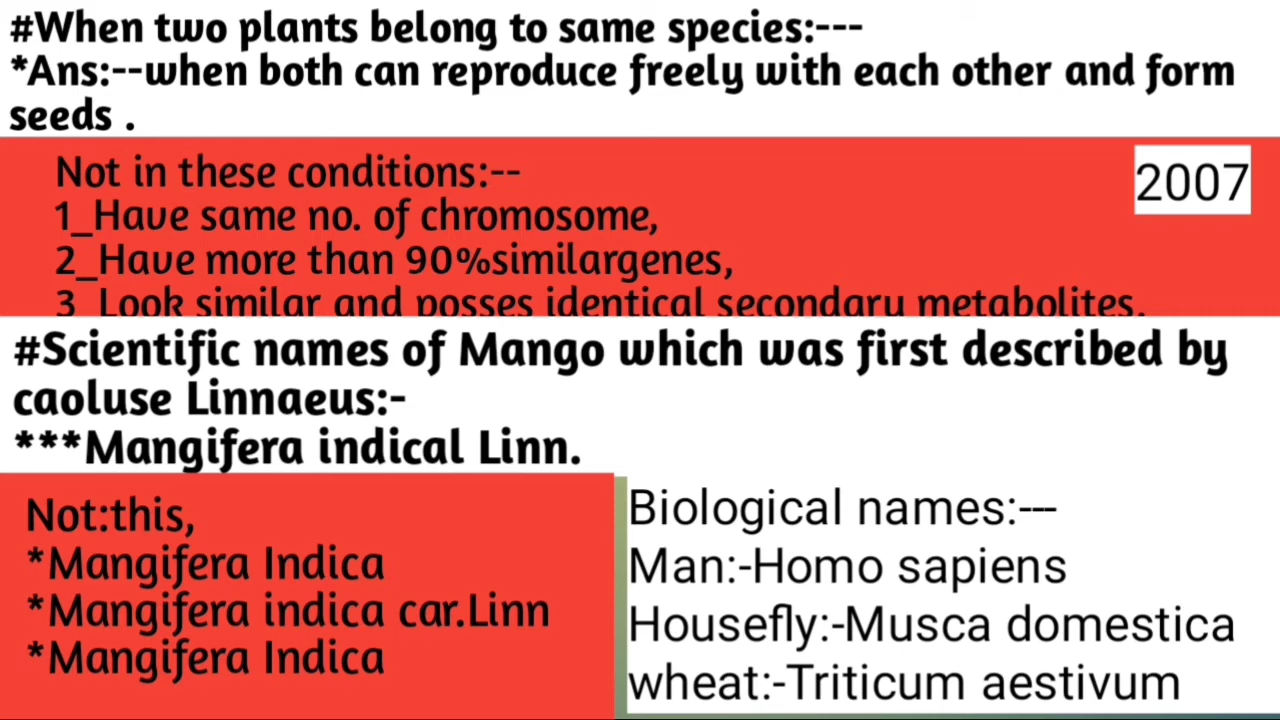 #When two plants belong to same species:---
*Ans:--when both can reproduce freely with each other and form
seeds .
Not in these conditions:--
2007
1_Have same no. of chromosome,
2_Have more than 90%similargenes,
3_Look similar and posses identical secondary metabolites.
#Scientific names of Mango which was first described by
caoluse Linnaeus:-
***Mangifera indical Linn.
Not:this,
*Mangifera Indica
*Mangifera indica car.Linn
*Mangifera Indica
Biological names:---
Man:-Homo sapiens
Housefly:-Musca domestica
wheat:-Triticum aestivum